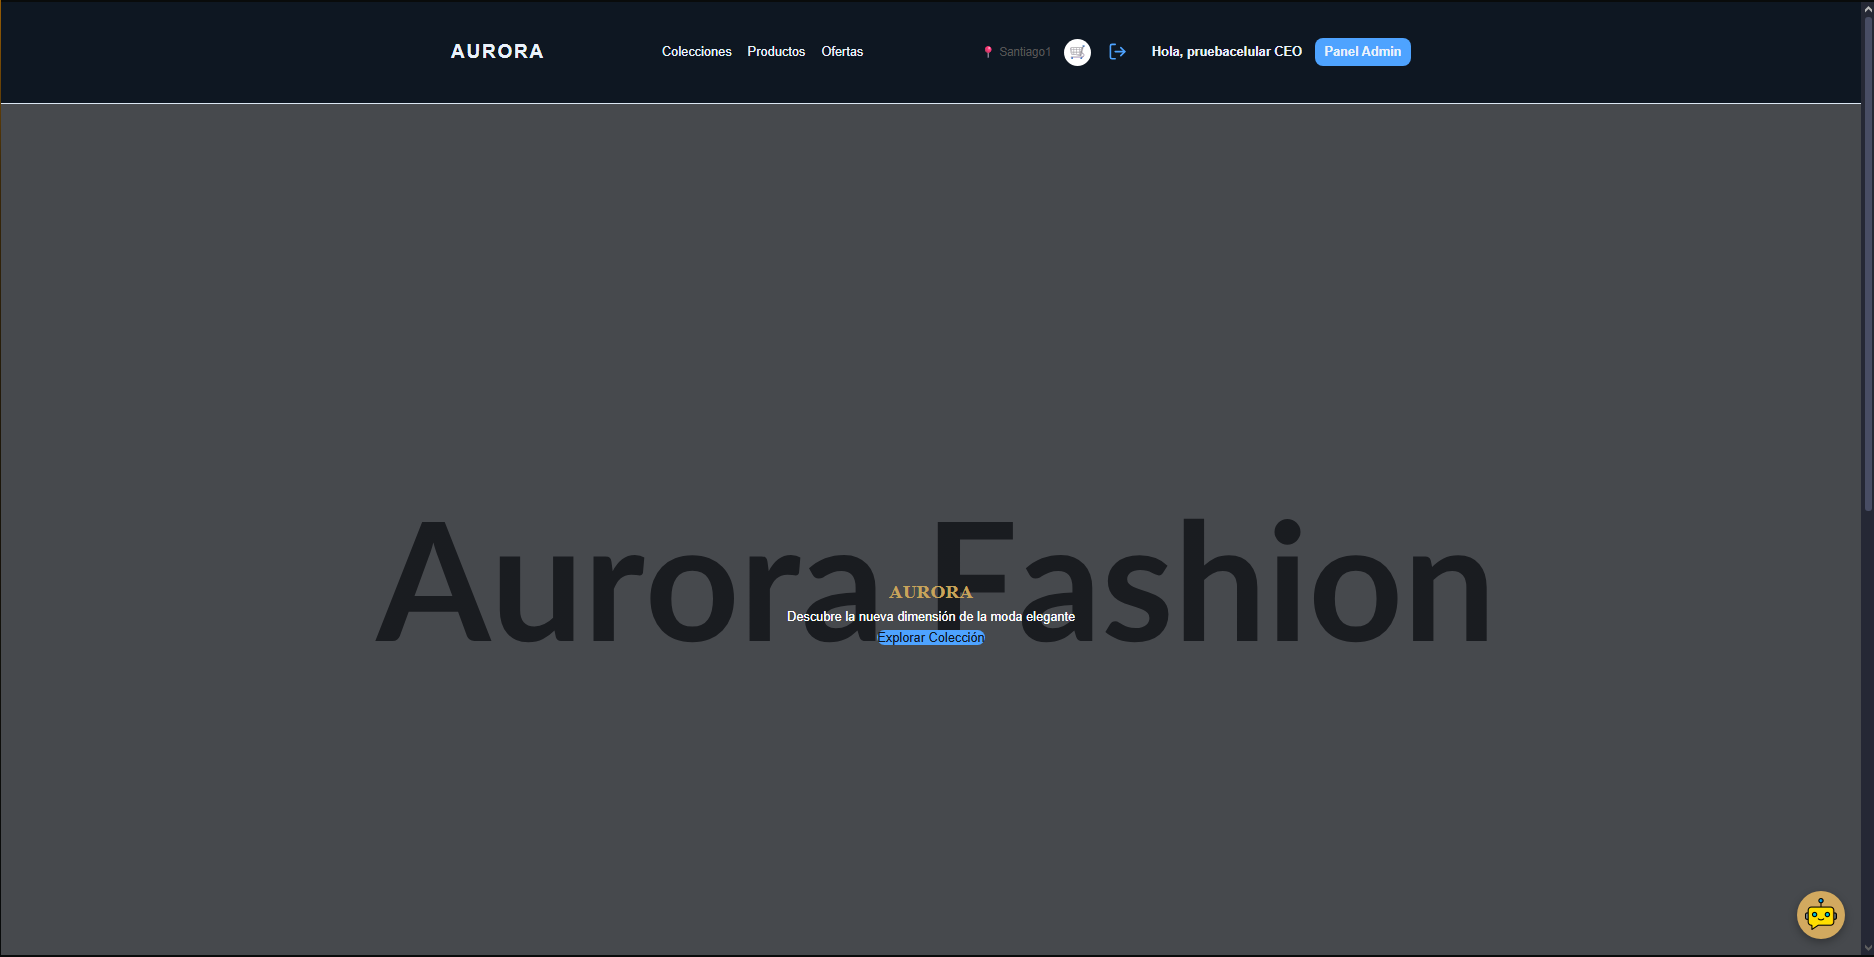 AURORA
Colecciones Productos Ofertas
Santiago1
Hola, pruebacelular CEO
Panel Admin
Aurora Fashion
AURORA
Descubre la nueva dimensión de la moda elegante
Explorar Colección